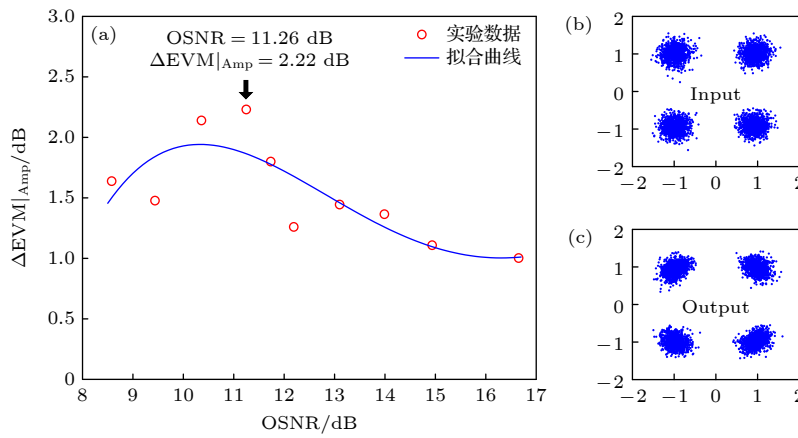 (a)
OSNR = 11.26 dB
ΔEVM|Amp = 2.22 dB
实验数据
拟合曲线
3.0
2.5
2.0
1.5
1.0
2.0
0
ΔEVM|Amp/dB
8 9 10 11 12 13 14 15 16 17
OSNR/dB
(b)
2
1
0
−1
−2
Input
−2 −1 0 1 2
(c)
2
1
0
−1
−2
Output
−2 −1 0 1 2